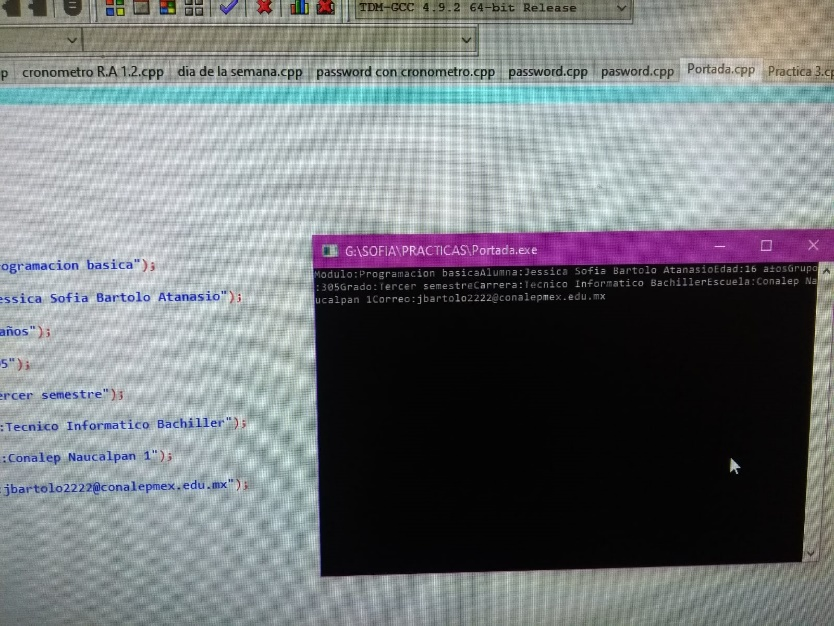 TDM-GCC 4.9.2 64-bit Release
p cronometro R.A 1.2.cpp dia de la semana.cpp password con cronometro.cpp password.cpp pasword.cpp Portada.cpp Practica 3.cp
G:\SOFIA\PRACTICAS\Portada.exe
Modulo:Programacion basicaAlumna:Jessica Sofia Bartolo AtanasioEdad:16 a±osGrupo
:305Grado:Tercer semestreCarrera:Tecnico Informatico BachillerEscuela:Conalep Na
ucalpan 1Correo:jbartolo2222@conalepmex.edu.mx
ogramacion basica");
essica Sofia Bartolo Atanasio");
años");
5");
ercer semestre");
:Tecnico Informatico Bachiller");
:Conalep Naucalpan 1");
:jbartolo2222@conalepmex.edu.mx");